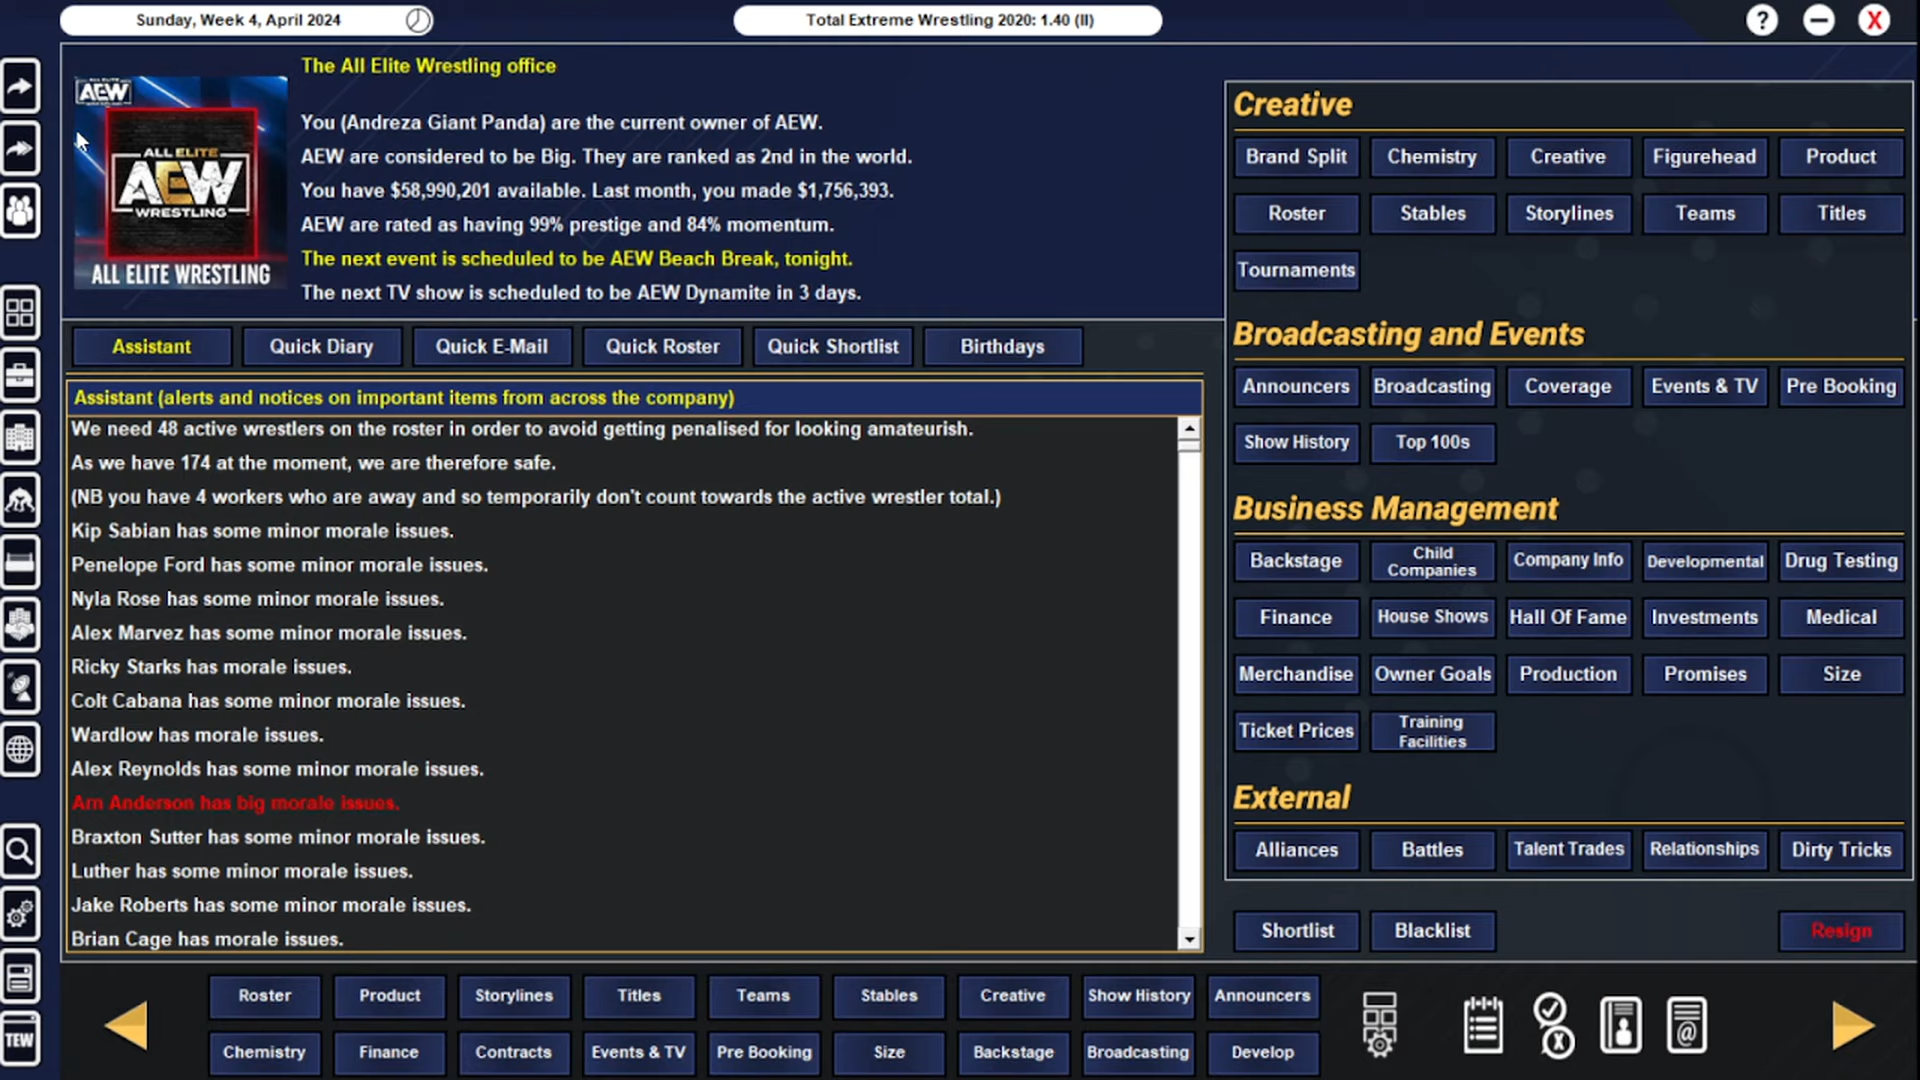 Sunday, Week 4, April 2024
Total Extreme Wrestling 2020: 1.40 (II)
?
X
AEW
ALL ELITE
AEW
WRESTLING
ALL ELITE WRESTLING
The All Elite Wrestling office
You (Andreza Giant Panda) are the current owner of AEW.
AEW are considered to be Big. They are ranked as 2nd in the world.
You have $58,990,201 available. Last month, you made $1,756,393.
AEW are rated as having 99% prestige and 84% momentum.
The next event is scheduled to be AEW Beach Break, tonight.
The next TV show is scheduled to be AEW Dynamite in 3 days.
Assistant Quick Diary Quick E-Mail Quick Roster Quick Shortlist Birthdays
Assistant (alerts and notices on important items from across the company)
We need 48 active wrestlers on the roster in order to avoid getting penalised for looking amateurish.
As we have 174 at the moment, we are therefore safe.
(NB you have 4 workers who are away and so temporarily don't count towards the active wrestler total.)
Kip Sabian has some minor morale issues.
Penelope Ford has some minor morale issues.
Nyla Rose has some minor morale issues.
Alex Marvez has some minor morale issues.
Ricky Starks has morale issues.
Colt Cabana has some minor morale issues.
Wardlow has morale issues.
Alex Reynolds has some minor morale issues.
Arn Anderson has big morale issues.
Braxton Sutter has some minor morale issues.
Luther has some minor morale issues.
Jake Roberts has some minor morale issues.
Brian Cage has morale issues.
Creative
Brand Split Chemistry Creative Figurehead Product
Roster Stables Storylines Teams Titles
Tournaments
Broadcasting and Events
Announcers Broadcasting Coverage Events & TV Pre Booking
Show History Top 100s
Business Management
Backstage Child Companies Company Info Developmental Drug Testing
Finance House Shows Hall Of Fame Investments Medical
Merchandise Owner Goals Production Promises Size
Ticket Prices Training Facilities
External
Alliances Battles Talent Trades Relationships Dirty Tricks
Shortlist Blacklist Resign
Roster Product Storylines Titles Teams Stables Creative Show History Announcers
Chemistry Finance Contracts Events & TV Pre Booking Size Backstage Broadcasting Develop
TEW